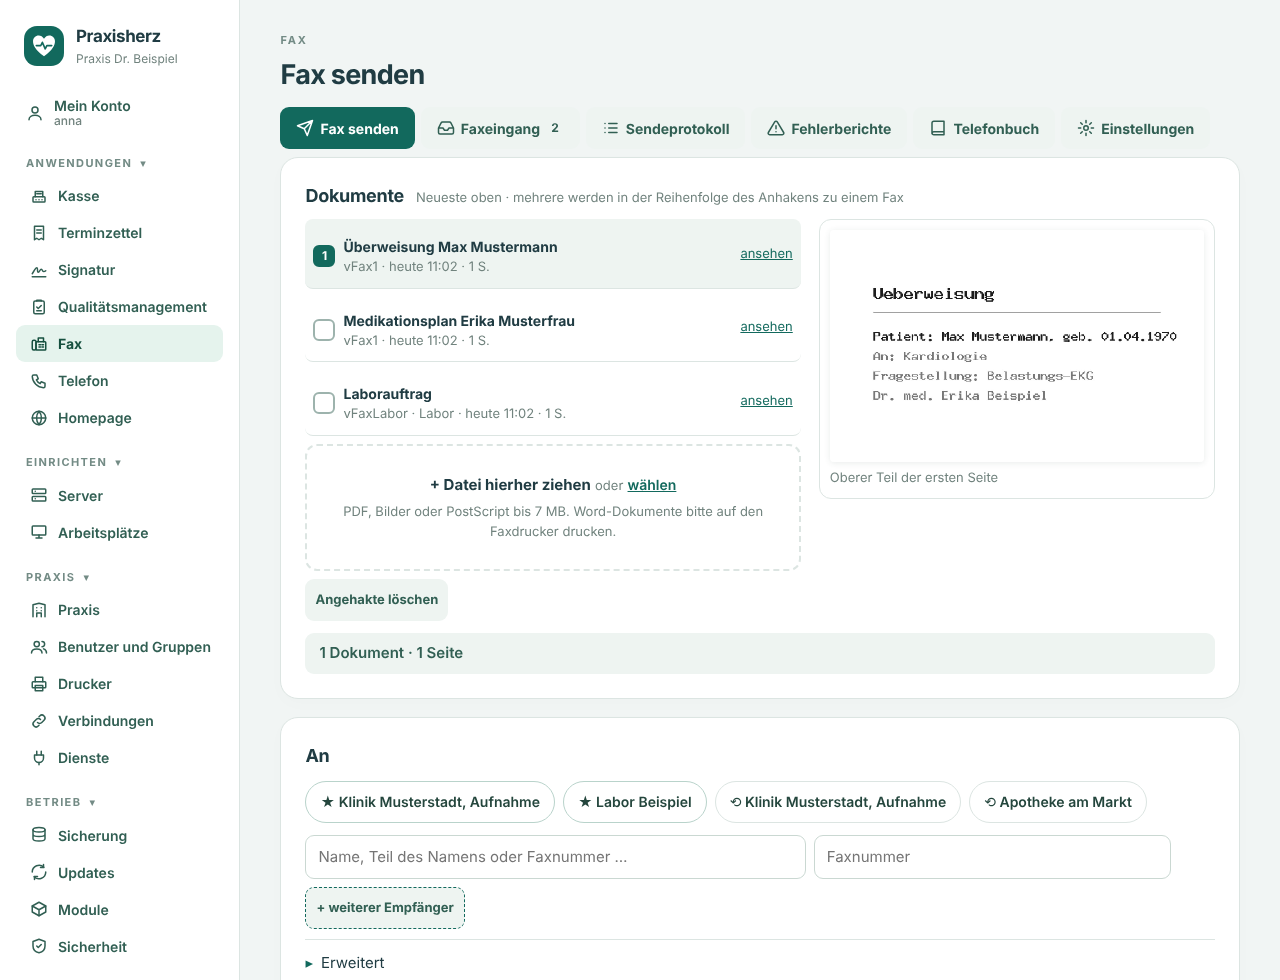 Praxisherz
Praxis Dr. Beispiel
Mein Konto
anna
ANWENDUNGEN ▾
Kasse
Terminzettel
Signatur
Qualitätsmanagement
Fax
Telefon
Homepage
EINRICHTEN ▾
Server
Arbeitsplätze
PRAXIS ▾
Praxis
Benutzer und Gruppen
Drucker
Verbindungen
Dienste
BETRIEB ▾
Sicherung
Updates
Module
Sicherheit
FAX
Fax senden
Fax senden
Faxeingang 2
Sendeprotokoll
Fehlerberichte
Telefonbuch
Einstellungen
Dokumente Neueste oben · mehrere werden in der Reihenfolge des Anhakens zu einem Fax
1 Überweisung Max Mustermann
vFax1 · heute 11:02 · 1 S.
ansehen
Medikationsplan Erika Musterfrau
vFax1 · heute 11:02 · 1 S.
ansehen
Laborauftrag
vFaxLabor · Labor · heute 11:02 · 1 S.
ansehen
+ Datei hierher ziehen oder wählen
PDF, Bilder oder PostScript bis 7 MB. Word-Dokumente bitte auf den
Faxdrucker drucken.
Ueberweisung
Patient: Max Mustermann, geb. 01.04.1970
An: Kardiologie
Fragestellung: Belastungs-EKG
Dr. med. Erika Beispiel
Oberer Teil der ersten Seite
Angehakte löschen
1 Dokument · 1 Seite
An
★ Klinik Musterstadt, Aufnahme
★ Labor Beispiel
⟲ Klinik Musterstadt, Aufnahme
⟲ Apotheke am Markt
Name, Teil des Namens oder Faxnummer …
Faxnummer
+ weiterer Empfänger
▸ Erweitert